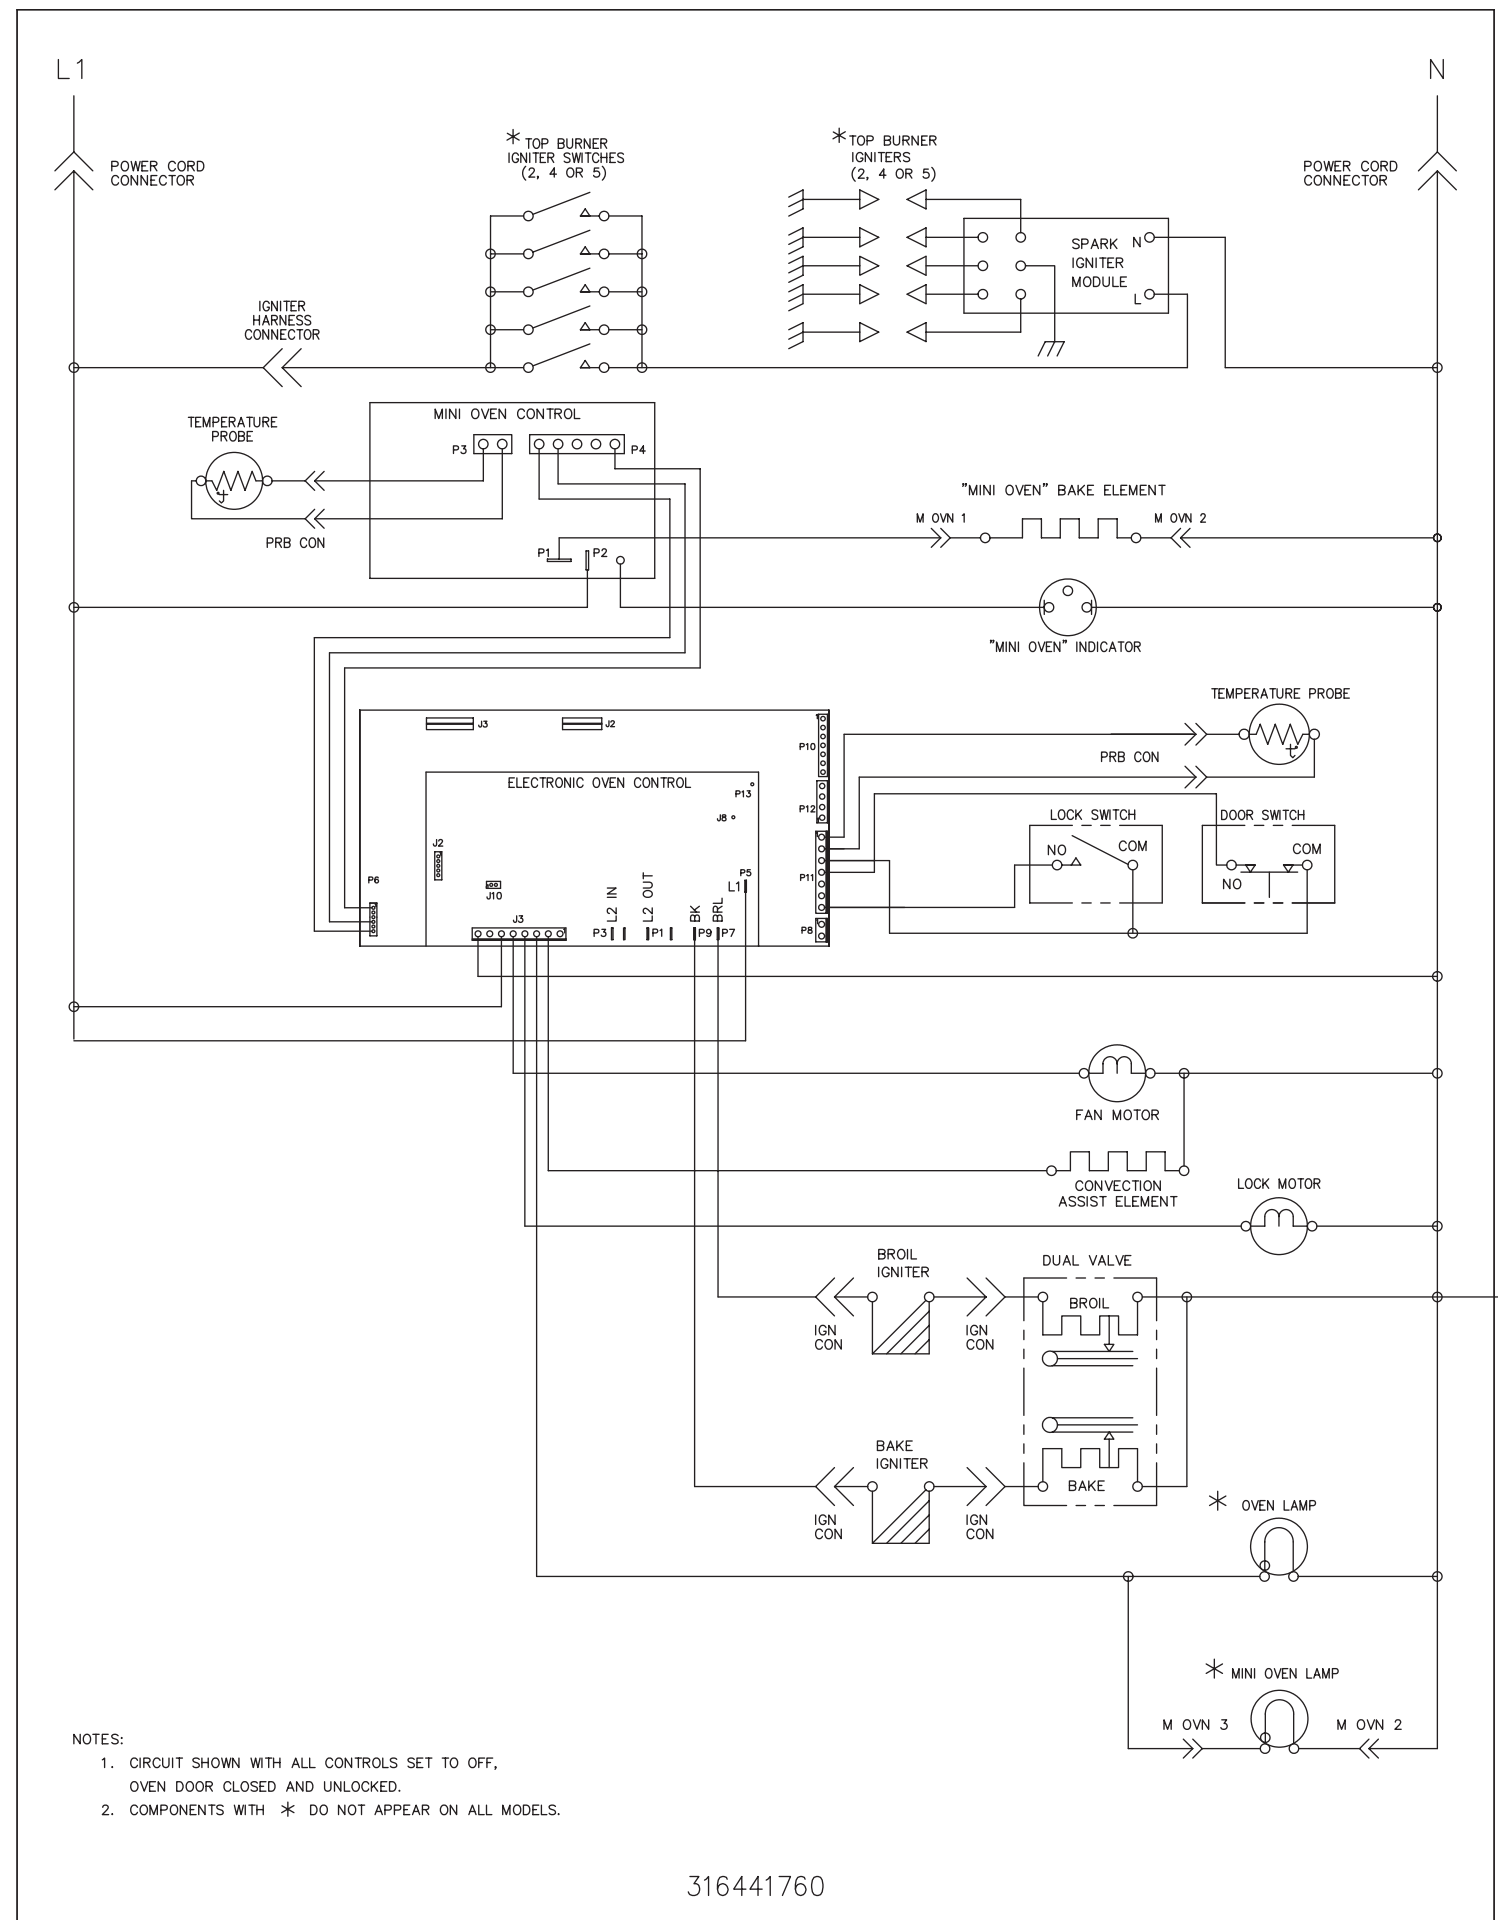 L1
N
POWER CORD
CONNECTOR
* TOP BURNER
IGNITER SWITCHES
(2, 4 OR 5)
* TOP BURNER
IGNITERS
(2, 4 OR 5)
POWER CORD
CONNECTOR
SPARK
IGNITER
MODULE
N
L
IGNITER
HARNESS
CONNECTOR
MINI OVEN CONTROL
TEMPERATURE
PROBE
P3
P4
PRB CON
P1
P2
"MINI OVEN" BAKE ELEMENT
M OVN 1
M OVN 2
"MINI OVEN" INDICATOR
TEMPERATURE PROBE
PRB CON
J3
J2
P10
ELECTRONIC OVEN CONTROL
P13
P12
J8
LOCK SWITCH
NO
COM
DOOR SWITCH
COM
NO
J2
P6
J10
P5
L1
P11
J3
L2 IN
L2 OUT
BK
BRL
P3
P1
P9
P7
P8
FAN MOTOR
CONVECTION
ASSIST ELEMENT
LOCK MOTOR
BROIL
IGNITER
DUAL VALVE
BROIL
IGN
CON
IGN
CON
BAKE
IGNITER
BAKE
IGN
CON
IGN
CON
* OVEN LAMP
* MINI OVEN LAMP
M OVN 3
M OVN 2
NOTES:
1. CIRCUIT SHOWN WITH ALL CONTROLS SET TO OFF,
OVEN DOOR CLOSED AND UNLOCKED.
2. COMPONENTS WITH * DO NOT APPEAR ON ALL MODELS.
316441760